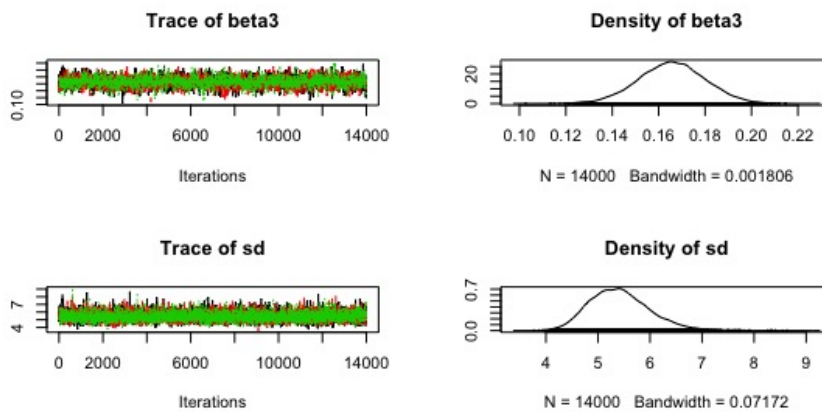 Trace of beta3
Density of beta3
0.10
0 2000 6000 10000 14000
Iterations
0 20
0.10 0.12 0.14 0.16 0.18 0.20 0.22
N = 14000 Bandwidth = 0.001806
Trace of sd
Density of sd
4 7
0 2000 6000 10000 14000
Iterations
0.0 0.7
4 5 6 7 8 9
N = 14000 Bandwidth = 0.07172